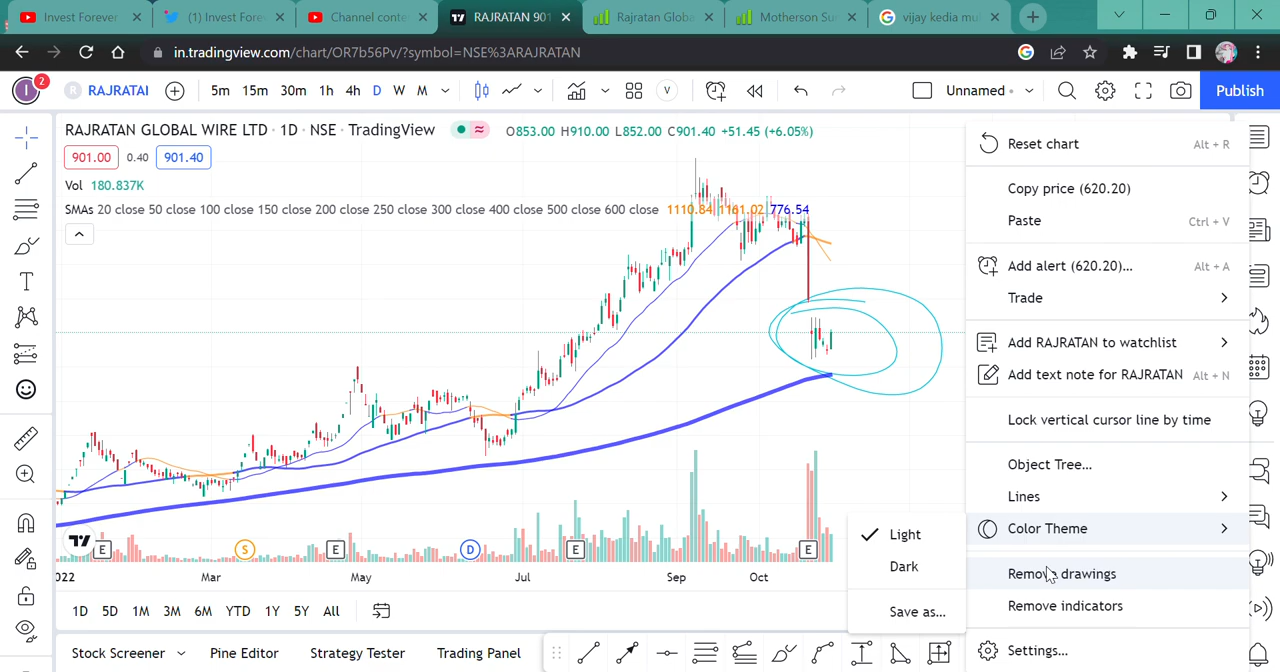 Invest Forever
(1) Invest Fore
Channel conte
RAJRATAN 901
Rajratan Globa
Motherson Su
vijay kedia mu
in.tradingview.com/chart/OR7b56Pv/?symbol=NSE%3ARAJRATAN
I 2 R RAJRATAI 5m 15m 30m 1h 4h D W M V Unnamed Publish
RAJRATAN GLOBAL WIRE LTD · 1D · NSE · TradingView O853.00 H910.00 L852.00 C901.40 +51.45 (+6.05%)
901.00 0.40 901.40
Vol 180.837K
SMAs 20 close 50 close 100 close 150 close 200 close 250 close 300 close 400 close 500 close 600 close 1110.84 1161.02 776.54
Reset chart Alt + R
Copy price (620.20)
Paste Ctrl + V
Add alert (620.20)... Alt + A
Trade
Add RAJRATAN to watchlist
Add text note for RAJRATAN Alt + N
Lock vertical cursor line by time
Object Tree...
Lines
Color Theme
Remove drawings
Remove indicators
Settings...
Light
Dark
Save as...
E S E D E E
2022 Mar May Jul Sep Oct
1D 5D 1M 3M 6M YTD 1Y 5Y All
Stock Screener Pine Editor Strategy Tester Trading Panel